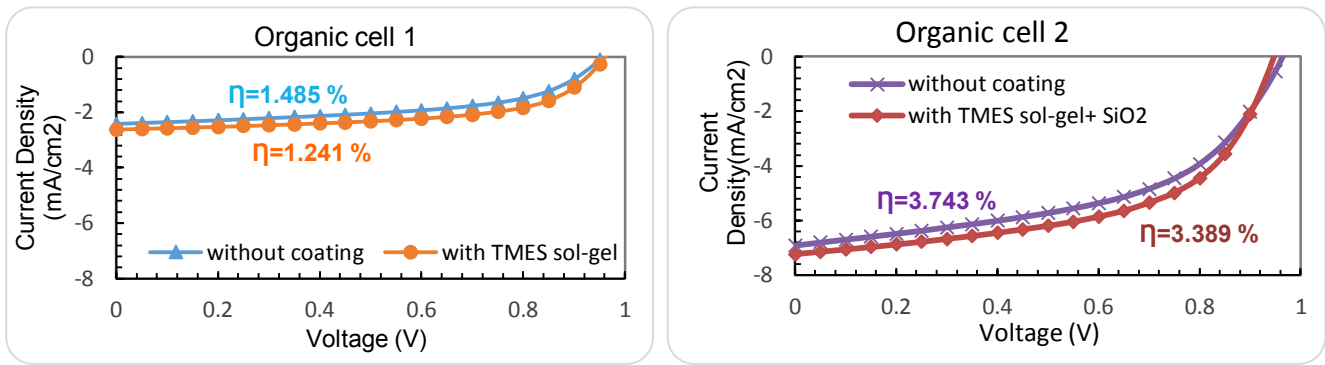 Organic cell 1
0
-2
-4
-6
-8
Current Density
(mA/cm2)
Ƞ=1.485 %
Ƞ=1.241 %
without coating
with TMES sol-gel
0
0.2
0.4
0.6
0.8
1
Voltage (V)
Organic cell 2
0
-2
-4
-6
-8
Current
Density(mA/cm2)
without coating
with TMES sol-gel+ SiO2
Ƞ=3.743 %
Ƞ=3.389 %
0
0.2
0.4
0.6
0.8
1
Voltage (V)